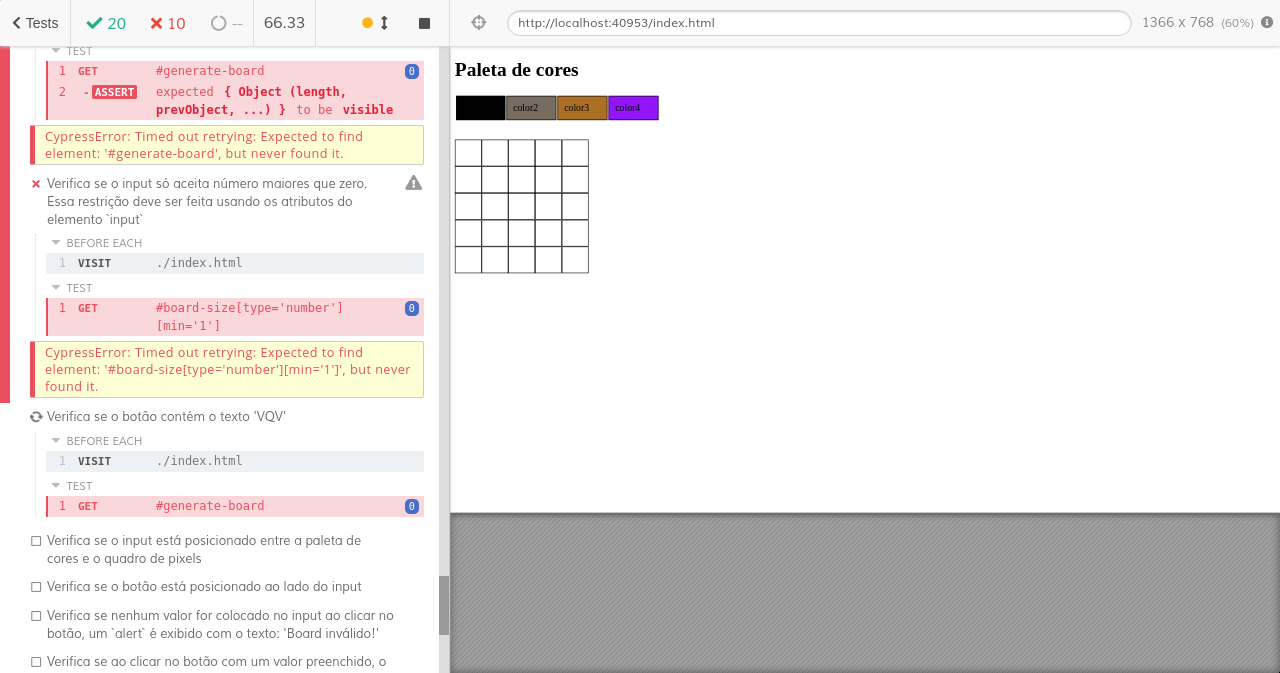 Tests 20 10 -- 66.33
http://localhost:40953/index.html 1366 x 768 (60%)
TEST
1 GET #generate-board 0
2 -ASSERT expected { Object (length,
prevObject, ...) } to be visible
CypressError: Timed out retrying: Expected to find
element: '#generate-board', but never found it.
Verifica se o input só aceita número maiores que zero.
Essa restrição deve ser feita usando os atributos do
elemento `input`
BEFORE EACH
1 VISIT ./index.html
TEST
1 GET #board-size[type='number'] 0
[min='1']
CypressError: Timed out retrying: Expected to find
element: '#board-size[type='number'][min='1']', but never
found it.
Verifica se o botão contém o texto 'VQV'
BEFORE EACH
1 VISIT ./index.html
TEST
1 GET #generate-board 0
Verifica se o input está posicionado entre a paleta de
cores e o quadro de pixels
Verifica se o botão está posicionado ao lado do input
Verifica se nenhum valor for colocado no input ao clicar no
botão, um `alert` é exibido com o texto: 'Board inválido!'
Verifica se ao clicar no botão com um valor preenchido, o
Paleta de cores
color2 color3 color4